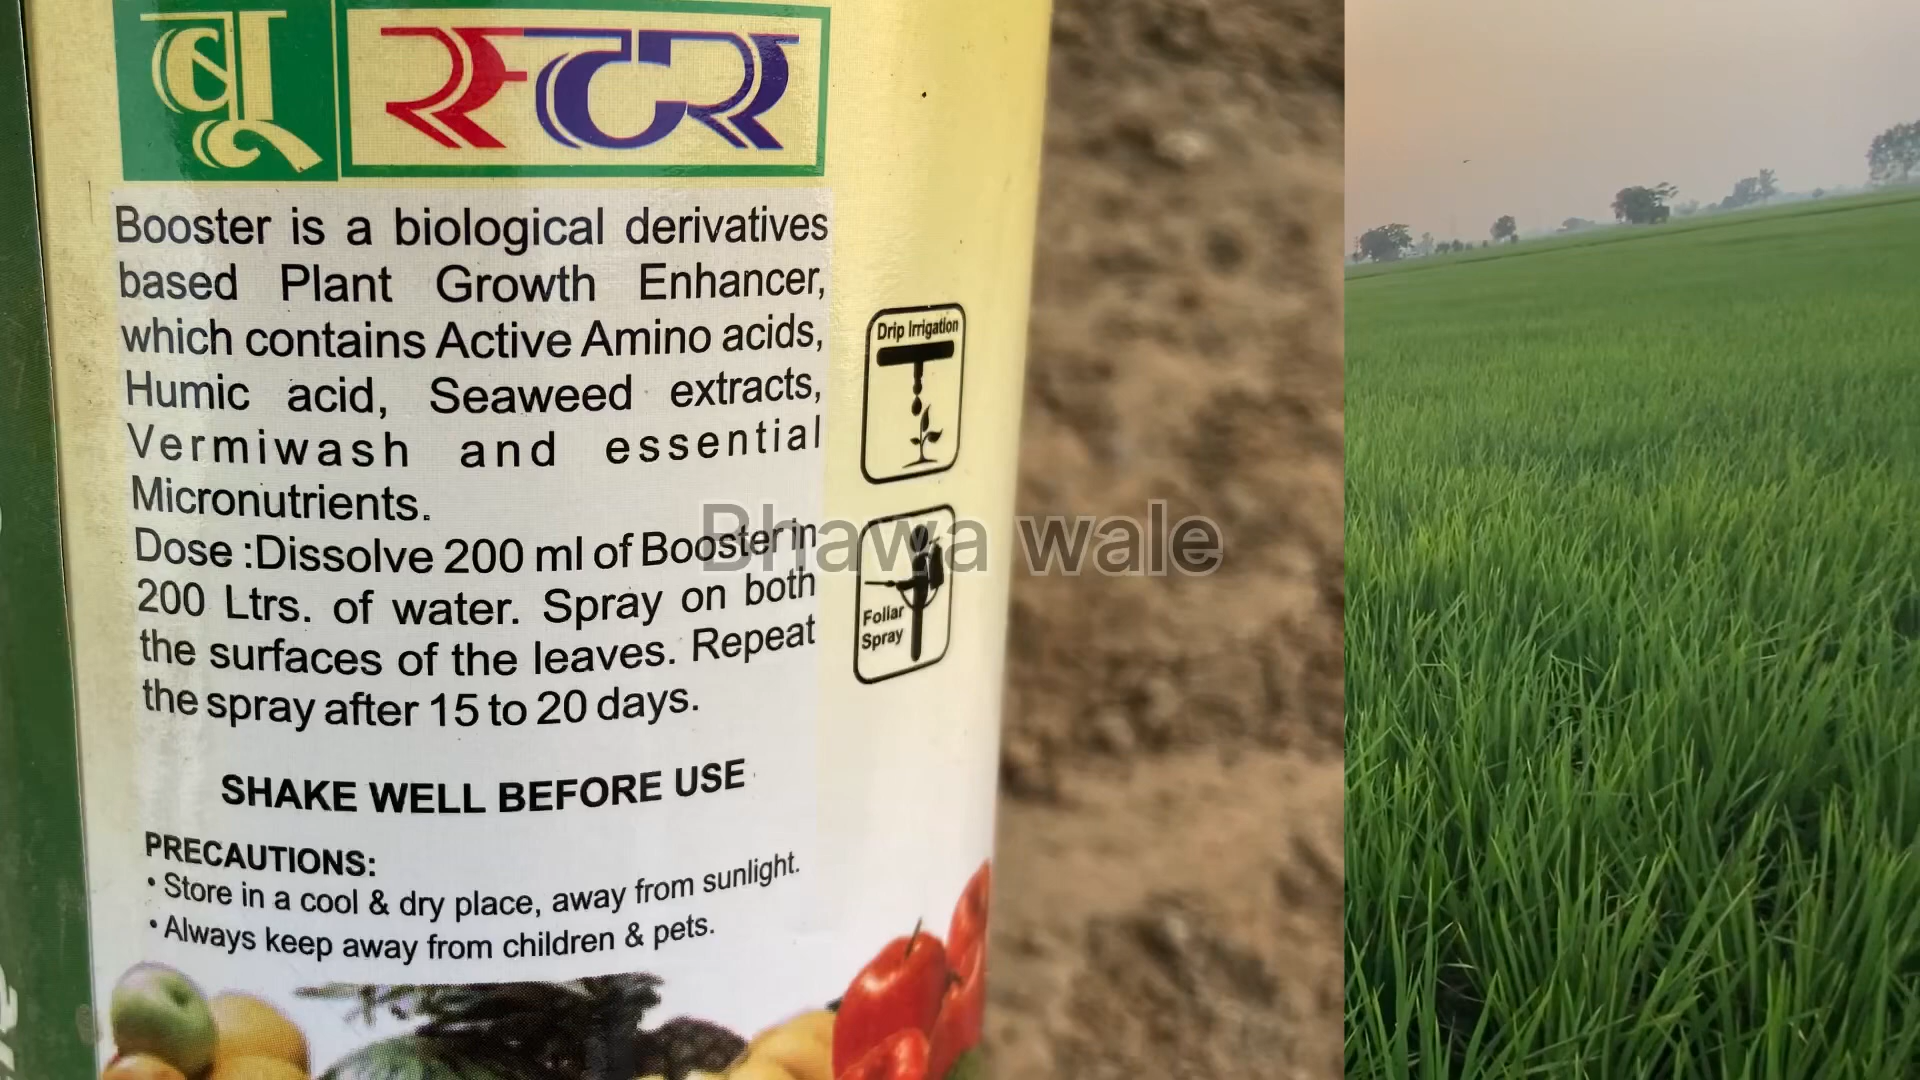 बूस्टर
Booster is a biological derivatives
based Plant Growth Enhancer,
which contains Active Amino acids,
Humic acid, Seaweed extracts,
Vermiwash and essential
Micronutrients.
Dose :Dissolve 200 ml of Booster in
200 Ltrs. of water. Spray on both
the surfaces of the leaves. Repeat
the spray after 15 to 20 days.
SHAKE WELL BEFORE USE
PRECAUTIONS:
• Store in a cool & dry place, away from sunlight.
• Always keep away from children & pets.
Drip Irrigation
Foliar
Spray
Bhawa wale